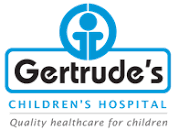 Gertrude's
CHILDREN'S HOSPITAL
Quality healthcare for children